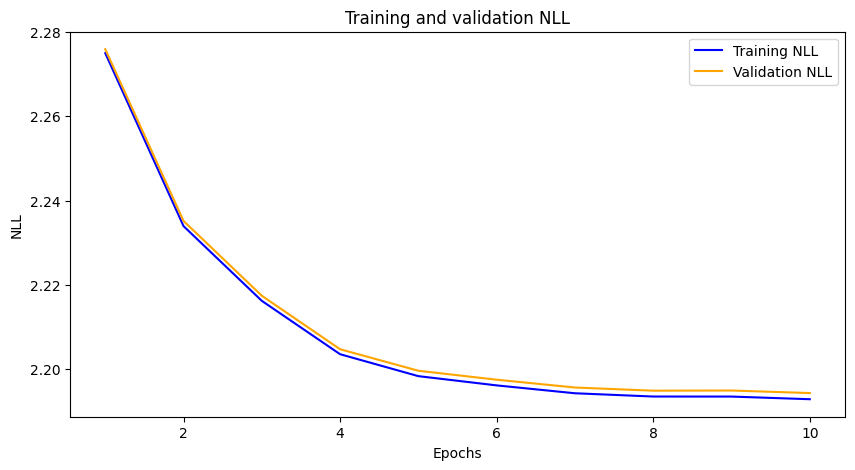 Training and validation NLL
Training NLL
Validation NLL
NLL
2.28
2.26
2.24
2.22
2.20
2
4
6
8
10
Epochs